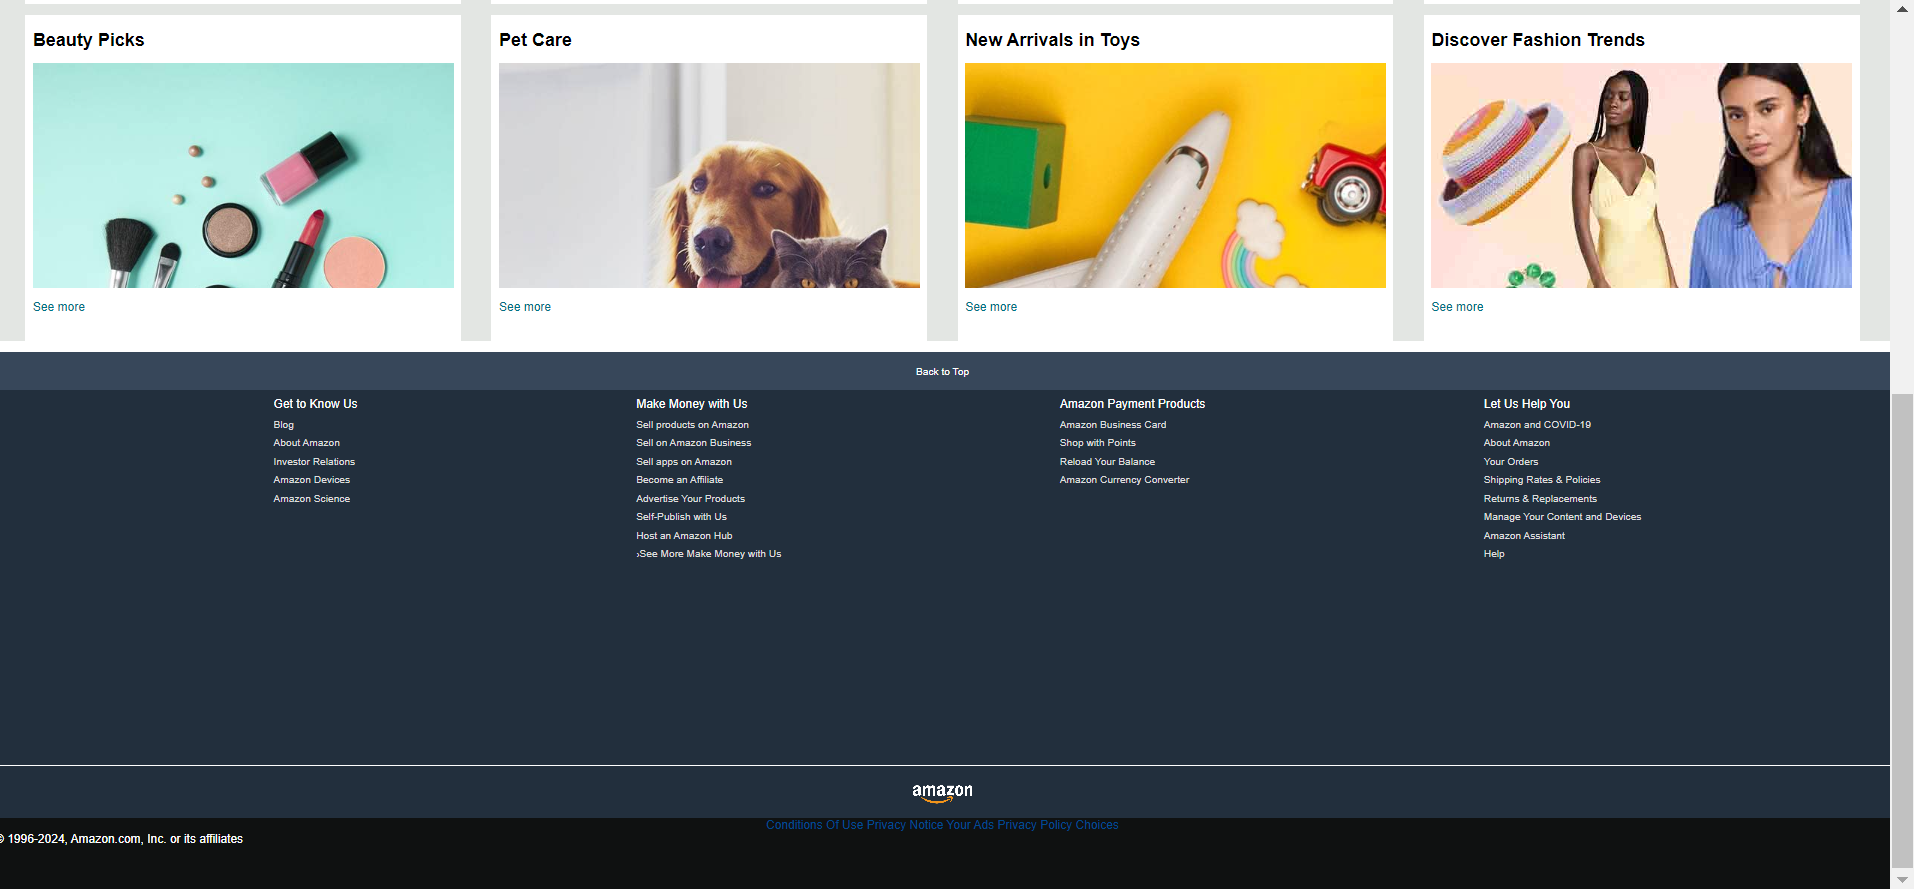 Beauty Picks
See more
Pet Care
See more
New Arrivals in Toys
See more
Discover Fashion Trends
See more
Back to Top
Get to Know Us
Blog
About Amazon
Investor Relations
Amazon Devices
Amazon Science
Make Money with Us
Sell products on Amazon
Sell on Amazon Business
Sell apps on Amazon
Become an Affiliate
Advertise Your Products
Self-Publish with Us
Host an Amazon Hub
›See More Make Money with Us
Amazon Payment Products
Amazon Business Card
Shop with Points
Reload Your Balance
Amazon Currency Converter
Let Us Help You
Amazon and COVID-19
About Amazon
Your Orders
Shipping Rates & Policies
Returns & Replacements
Manage Your Content and Devices
Amazon Assistant
Help
amazon
Conditions Of Use Privacy Notice Your Ads Privacy Policy Choices
© 1996-2024, Amazon.com, Inc. or its affiliates